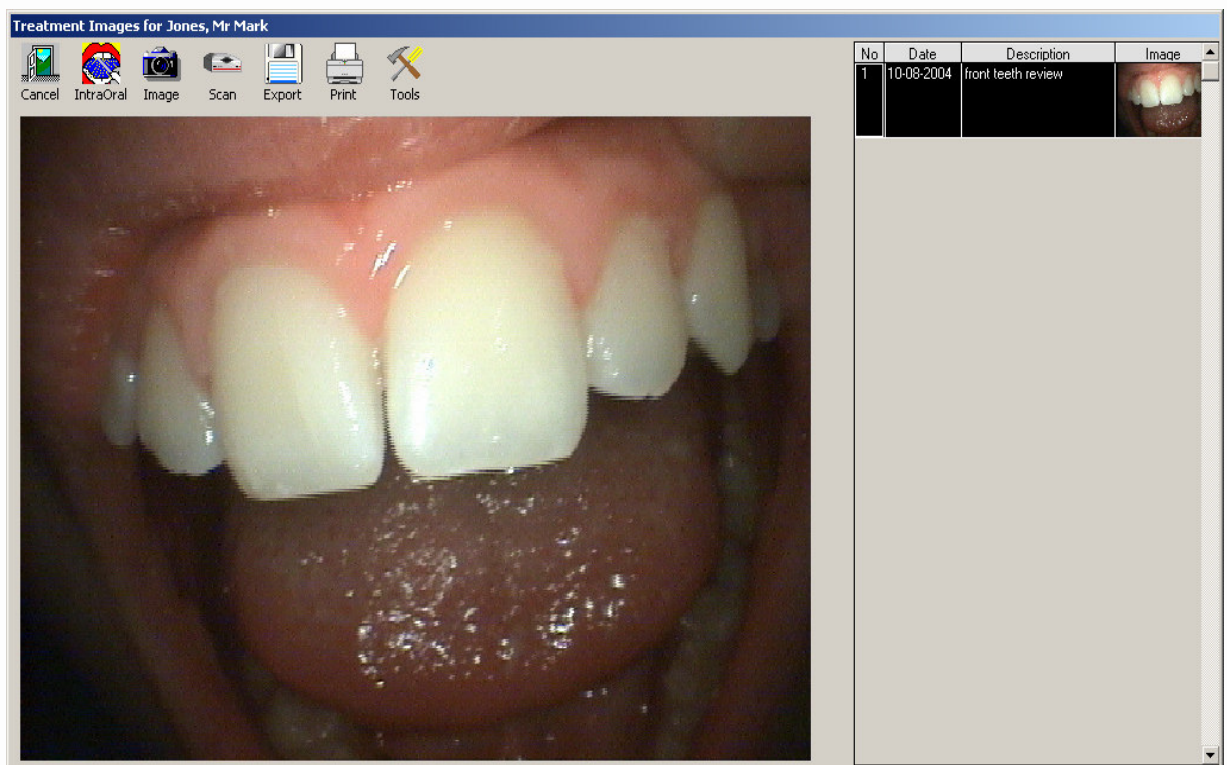 Treatment Images for Jones, Mr Mark
Cancel IntraOral Image Scan Export Print Tools
No Date Description Image
1 10-08-2004 front teeth review